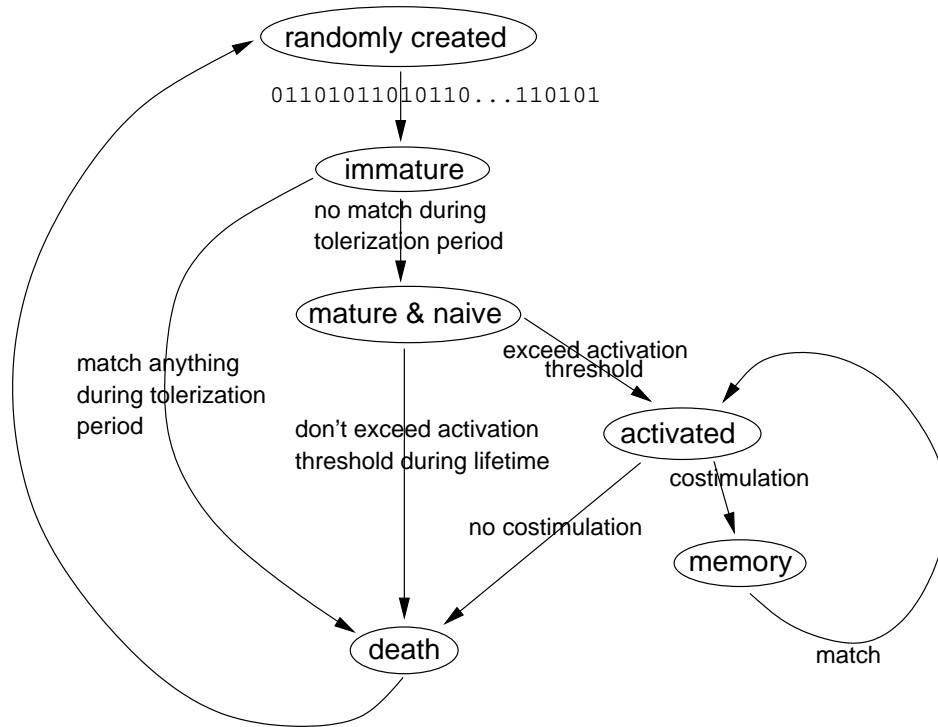 randomly created
01101011010110...110101
immature
no match during
tolerization period
mature & naive
exceed activation
threshold
match anything
during tolerization
period
don't exceed activation
threshold during lifetime
activated
costimulation
no costimulation
memory
death
match